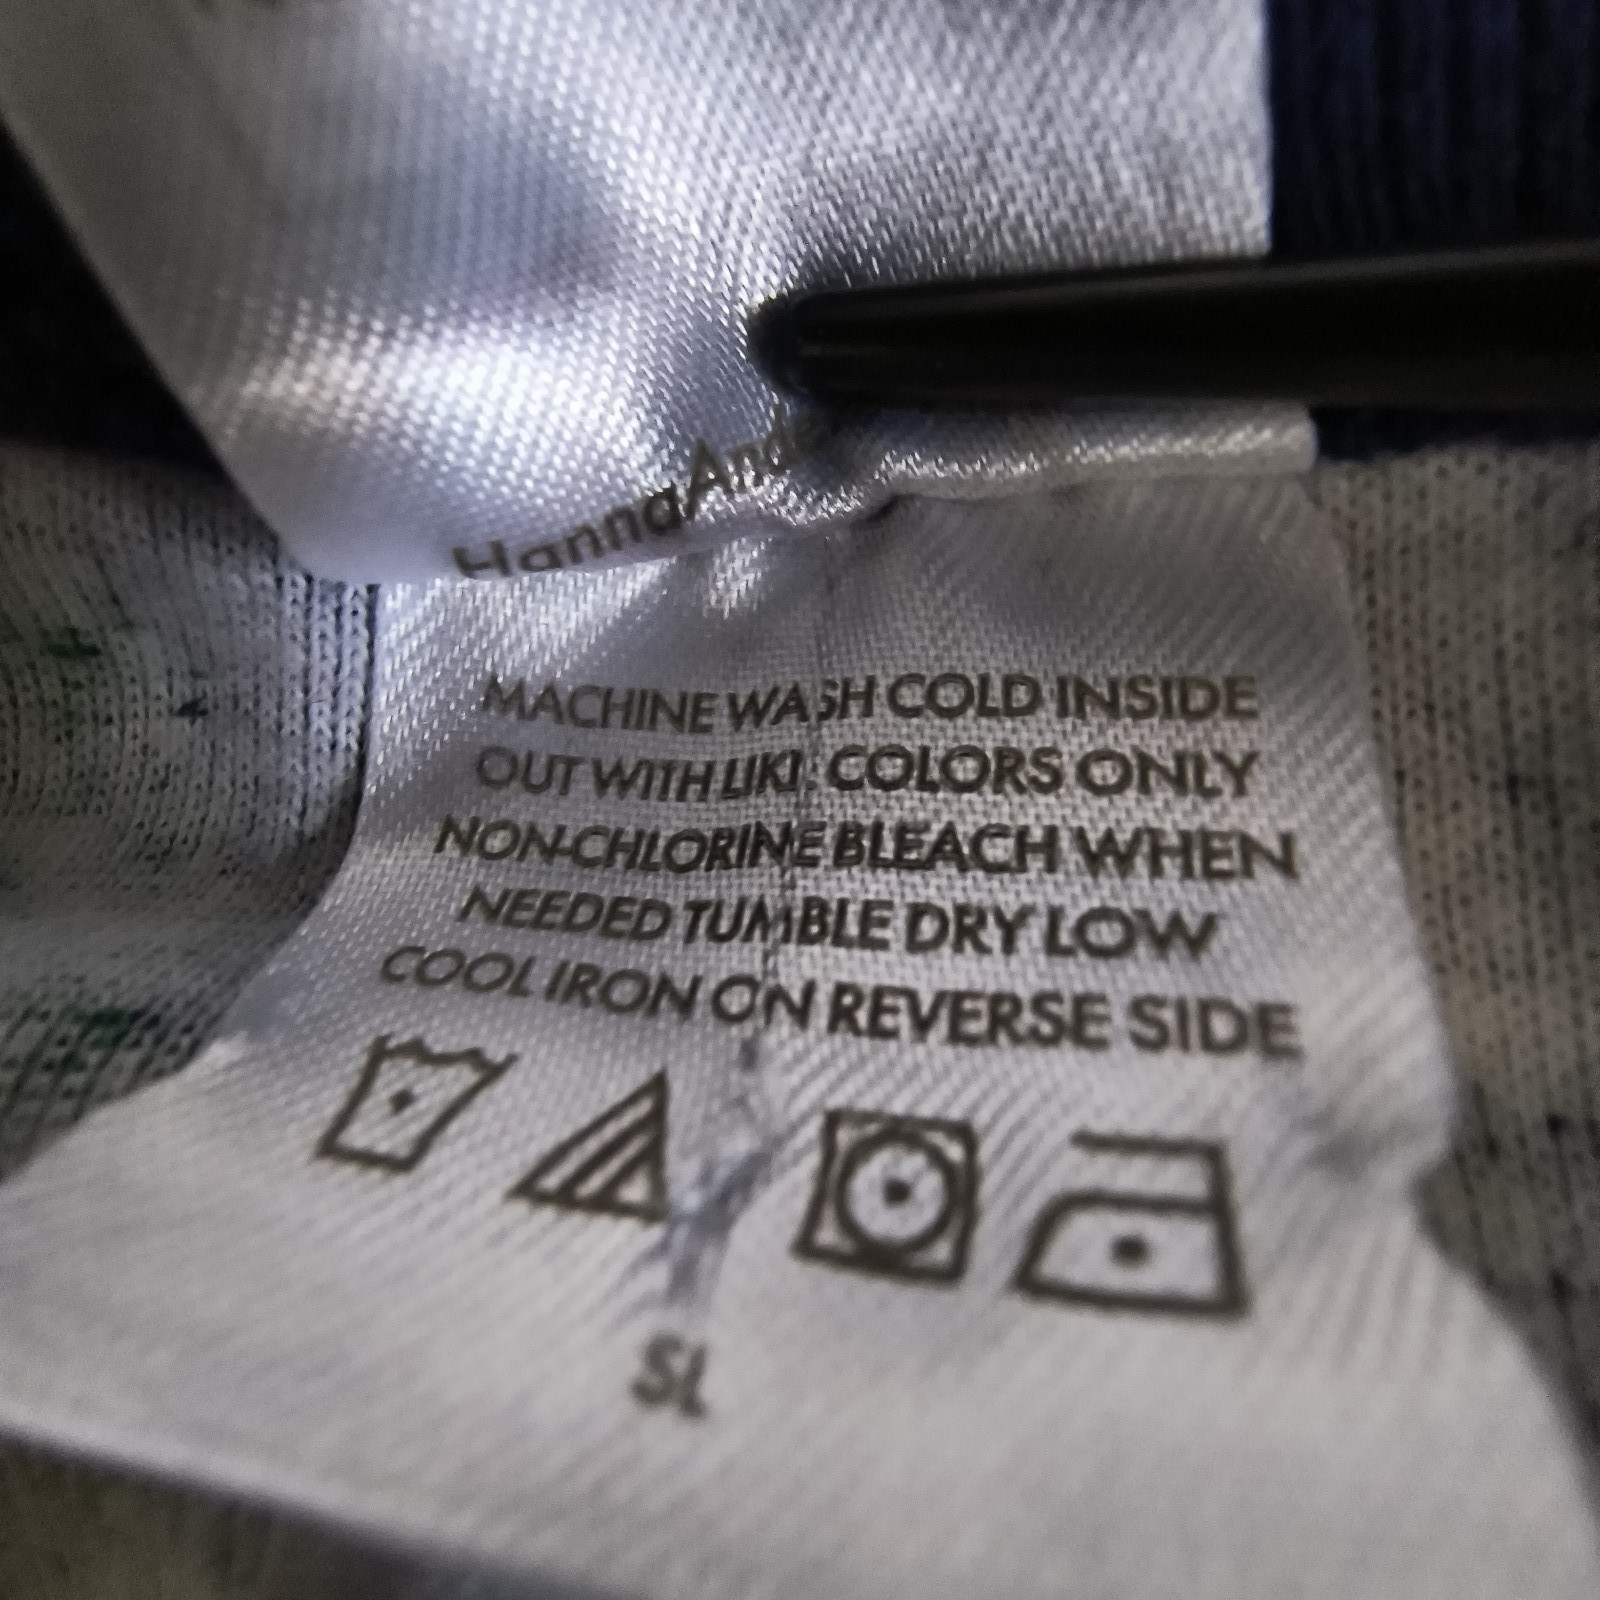 HannaAnde
MACHINE WASH COLD INSIDE
OUT WITH LIKE COLORS ONLY
NON-CHLORINE BLEACH WHEN
NEEDED TUMBLE DRY LOW
COOL IRON ON REVERSE SIDE
SL